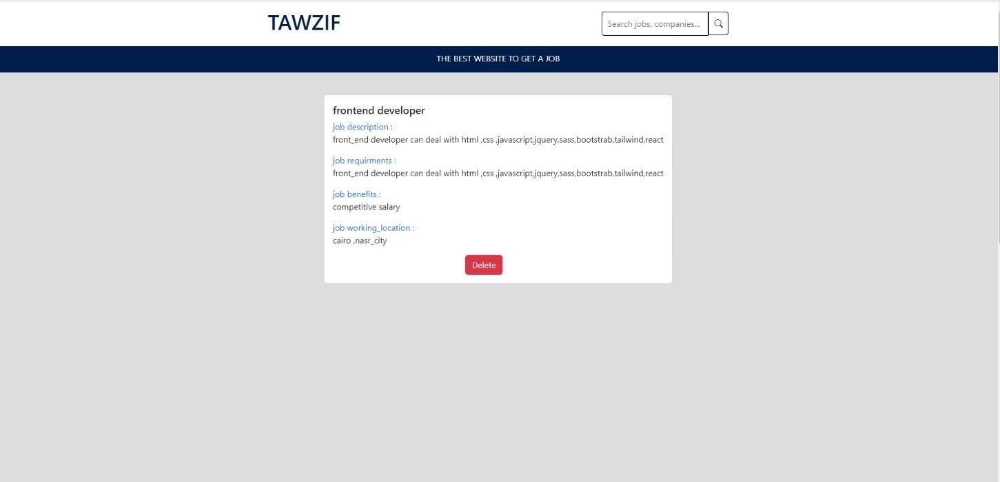 TAWZIF
Search jobs, companies...
THE BEST WEBSITE TO GET A JOB
frontend developer
job description :
front_end developer can deal with html ,css ,javascript,jquery,sass,bootstrab,tailwind,react
job requirments :
front_end developer can deal with html ,css ,javascript,jquery,sass,bootstrab,tailwind,react
job benefits :
competitive salary
job working_location :
cairo ,nasr_city
Delete